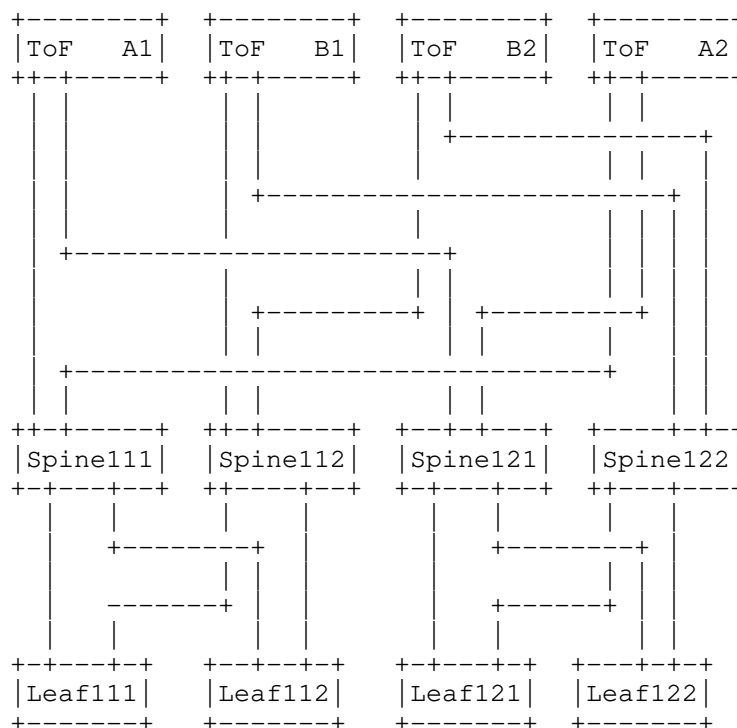 ToF A1 ToF B1 ToF B2 ToF A2
Spine111 Spine112 Spine121 Spine122
Leaf111 Leaf112 Leaf121 Leaf122